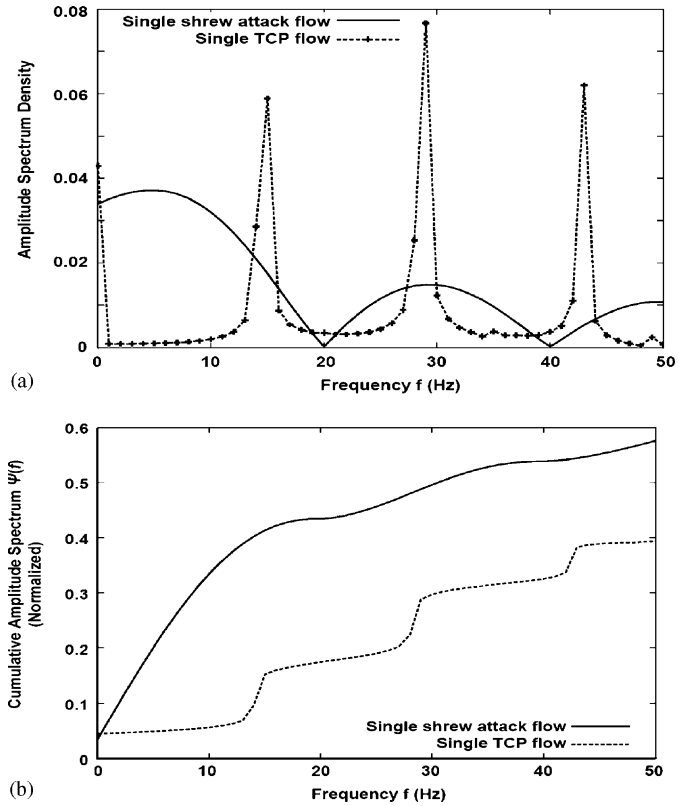 Single shrew attack flow
Single TCP flow
0.08
0.06
0.04
0.02
0
Amplitude Spectrum Density
0 10 20 30 40 50
Frequency f (Hz)
(a)
0.6
0.5
0.4
0.3
0.2
0.1
0
Cumulative Amplitude Spectrum Ψ(f)
(Normalized)
Single shrew attack flow
Single TCP flow
0 10 20 30 40 50
Frequency f (Hz)
(b)